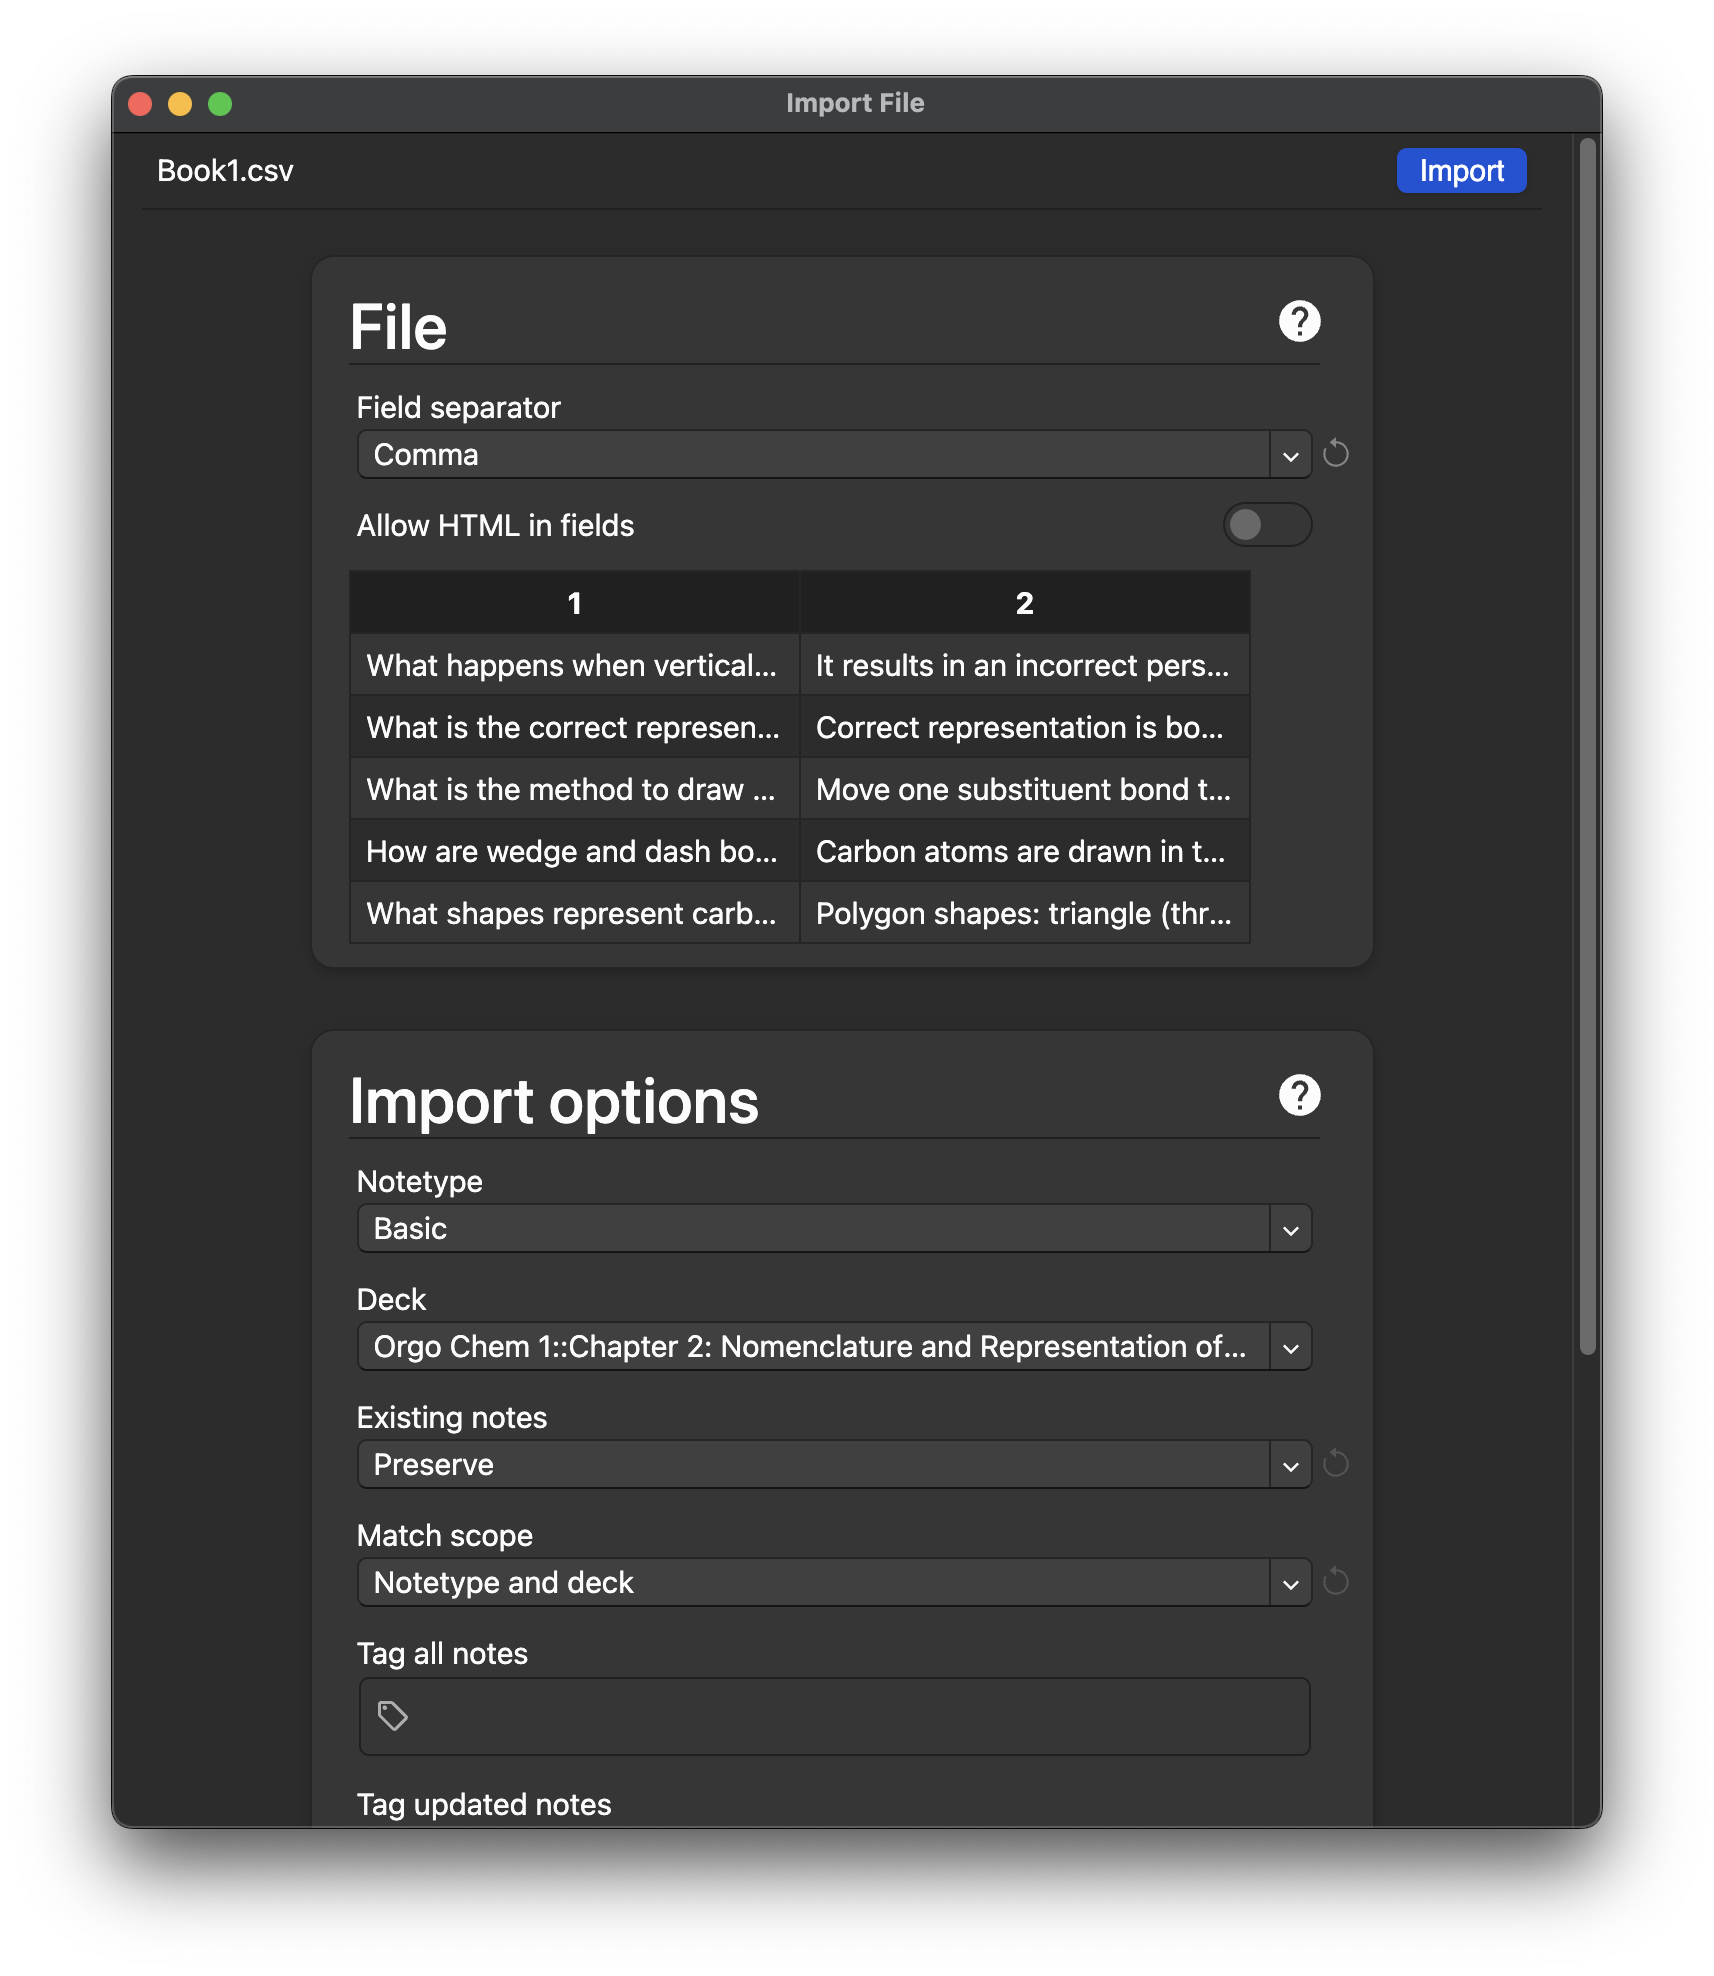 Import File
Book1.csv
Import
File
?
Field separator
Comma
Allow HTML in fields
1 2
What happens when vertical... It results in an incorrect pers...
What is the correct represen... Correct representation is bo...
What is the method to draw ... Move one substituent bond t...
How are wedge and dash bo... Carbon atoms are drawn in t...
What shapes represent carb... Polygon shapes: triangle (thr...
Import options
?
Notetype
Basic
Deck
Orgo Chem 1::Chapter 2: Nomenclature and Representation of...
Existing notes
Preserve
Match scope
Notetype and deck
Tag all notes
Tag updated notes